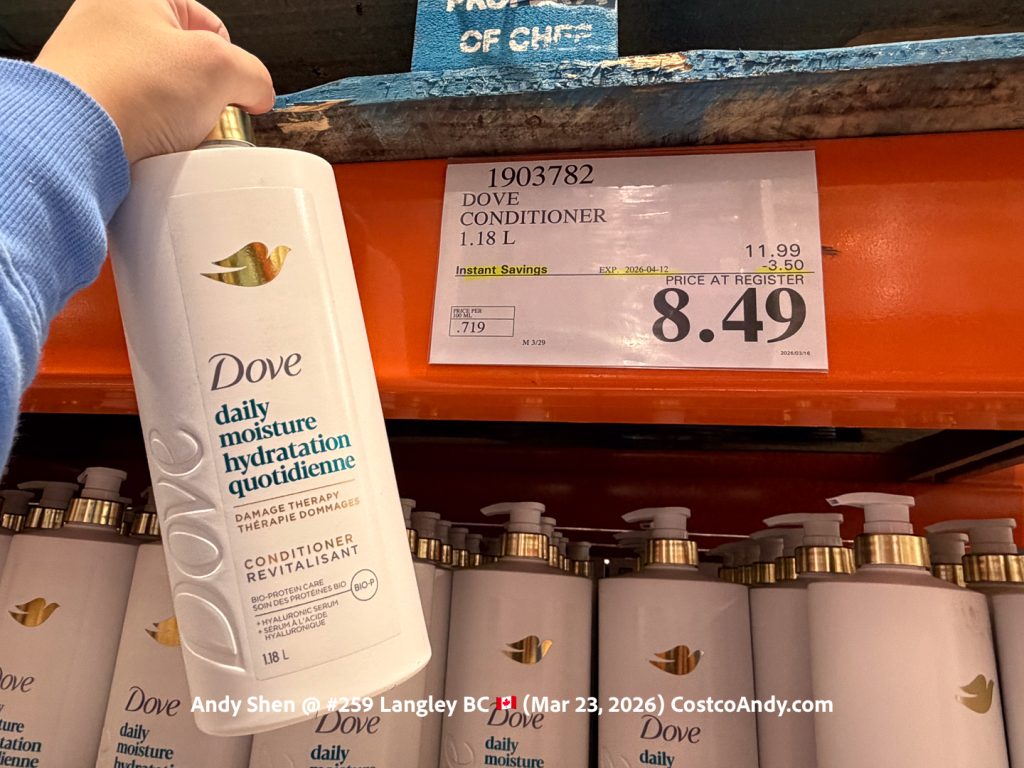 PROPERTY
OF CHEP
1903782
DOVE
CONDITIONER
1.18 L
11.99
Instant Savings EXP. 2026-04-12 -3.50
PRICE AT REGISTER
8.49
PRICE PER
100 ML
.719
M 3/29
2026/03/16
Dove
daily
moisture
hydratation
quotidienne
DAMAGE THERAPY
THÉRAPIE DOMMAGES
CONDITIONER
REVITALISANT
BIO-PROTEIN CARE
SOIN DES PROTÉINES BIO
BIO-P
+ HYALURONIC SERUM
+ SÉRUM À L'ACIDE
HYALURONIQUE
1.18 L
Dove
Dove
daily
moisture
Dove
daily
Dove
daily
moisture
Dove
daily
Andy Shen @ #259 Langley BC🇨🇦 (Mar 23, 2026) CostcoAndy.com